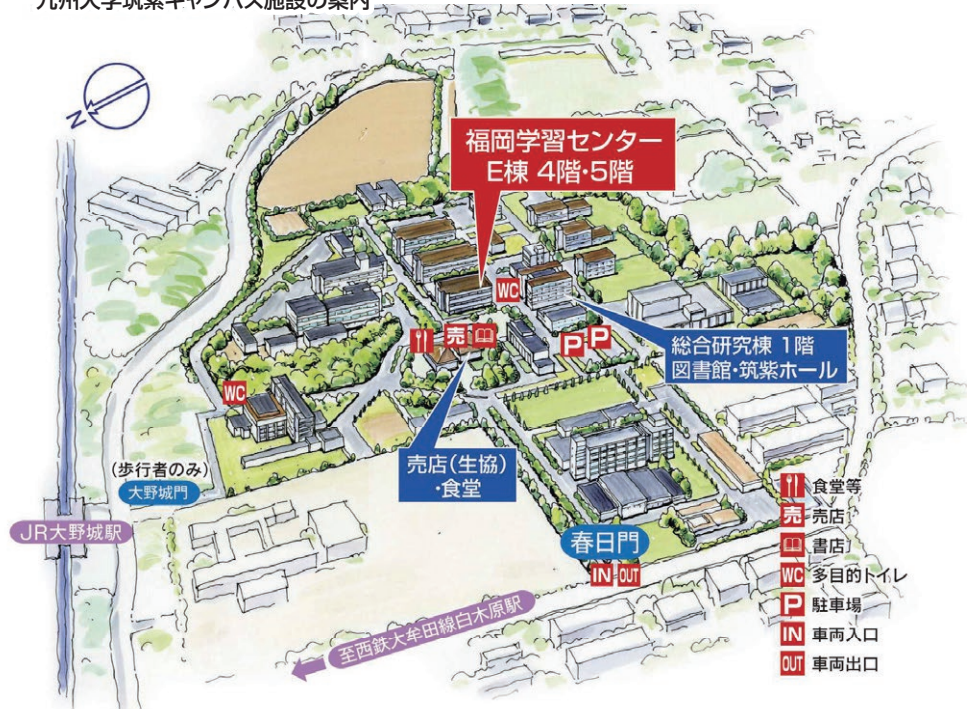 九州大学筑紫キャンパス施設の案内
N
福岡学習センター
E棟 4階・5階
WC
売
P P
総合研究棟 1階
図書館・筑紫ホール
WC
売店(生協)
・食堂
(歩行者のみ)
大野城門
JR大野城駅
春日門
IN OUT
至西鉄大牟田線白木原駅
食堂等
売 売店
書店
WC 多目的トイレ
P 駐車場
IN 車両入口
OUT 車両出口